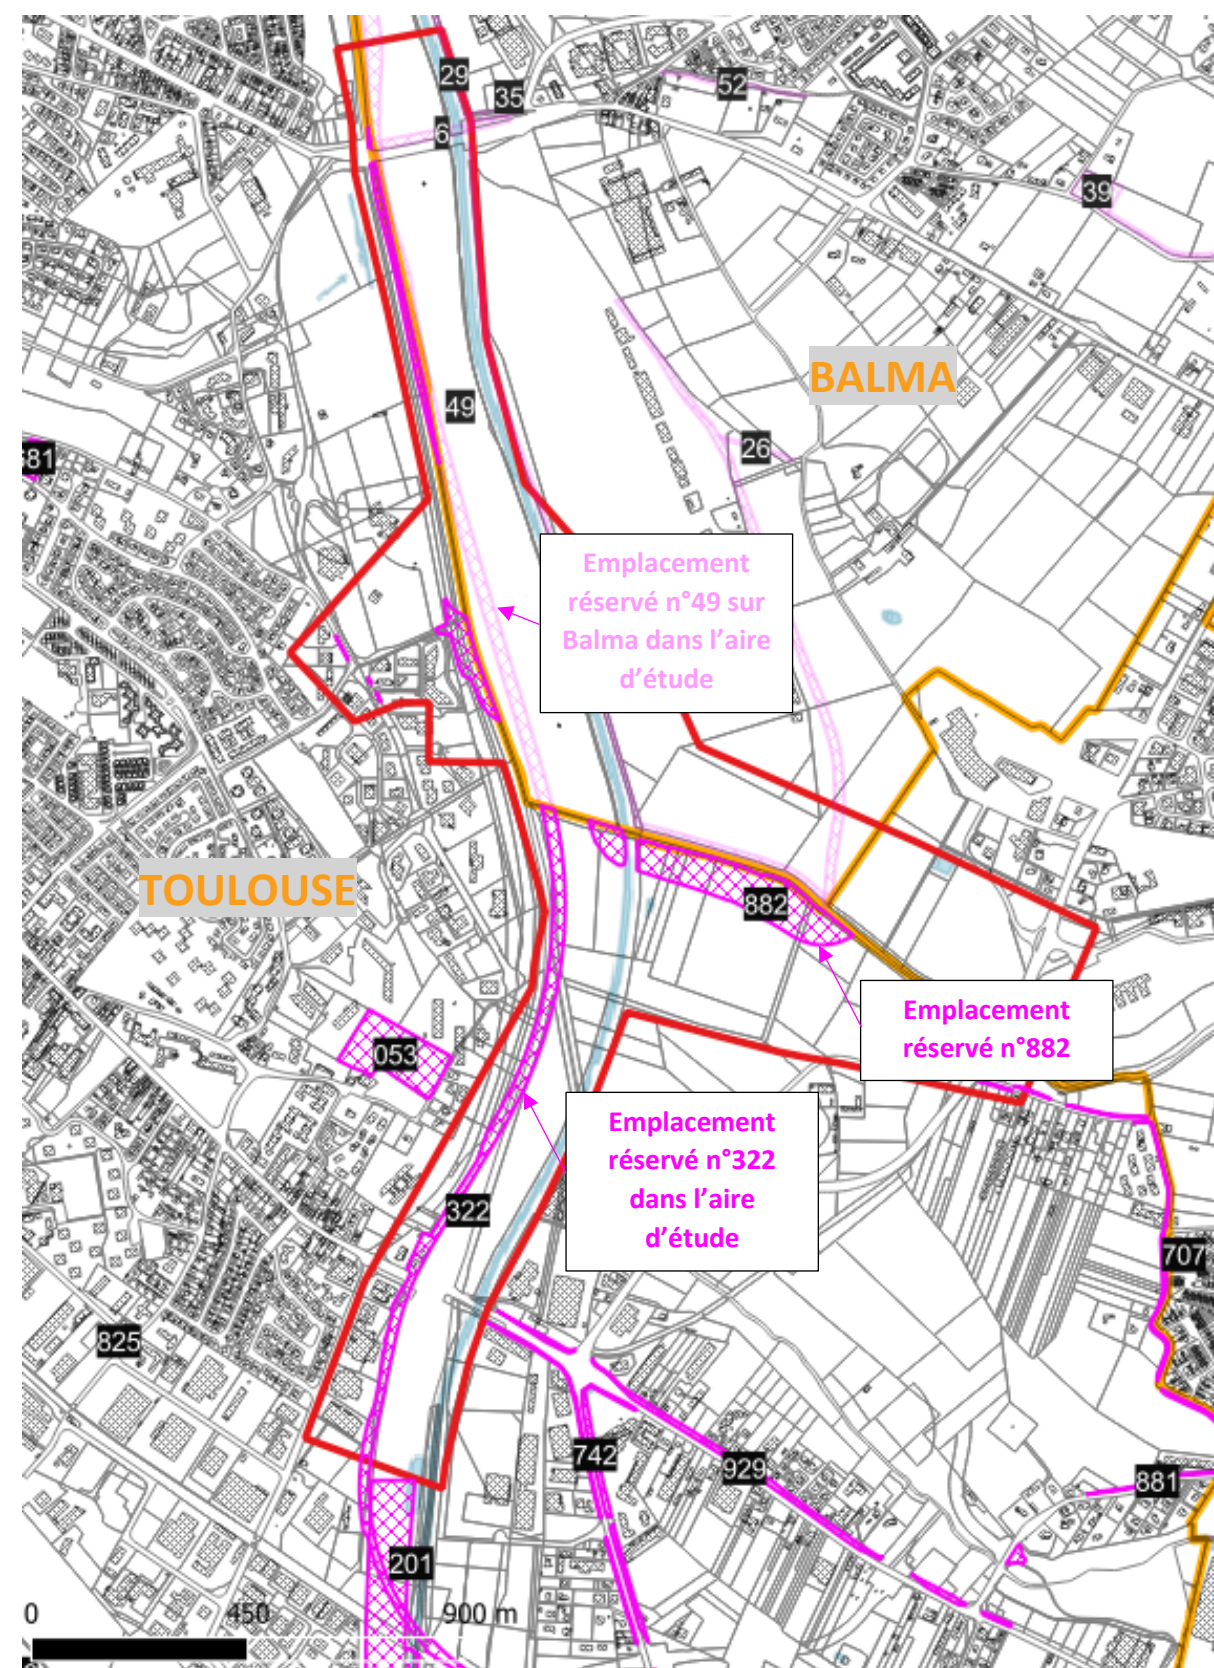 29
35
52
6
39
BALMA
49
26
681
Emplacement
réservé n°49 sur
Balma dans l'aire
d'étude
TOULOUSE
882
Emplacement
réservé n°882
053
Emplacement
réservé n°322
dans l'aire
d'étude
322
707
825
742
929
881
201
0
450
900 m